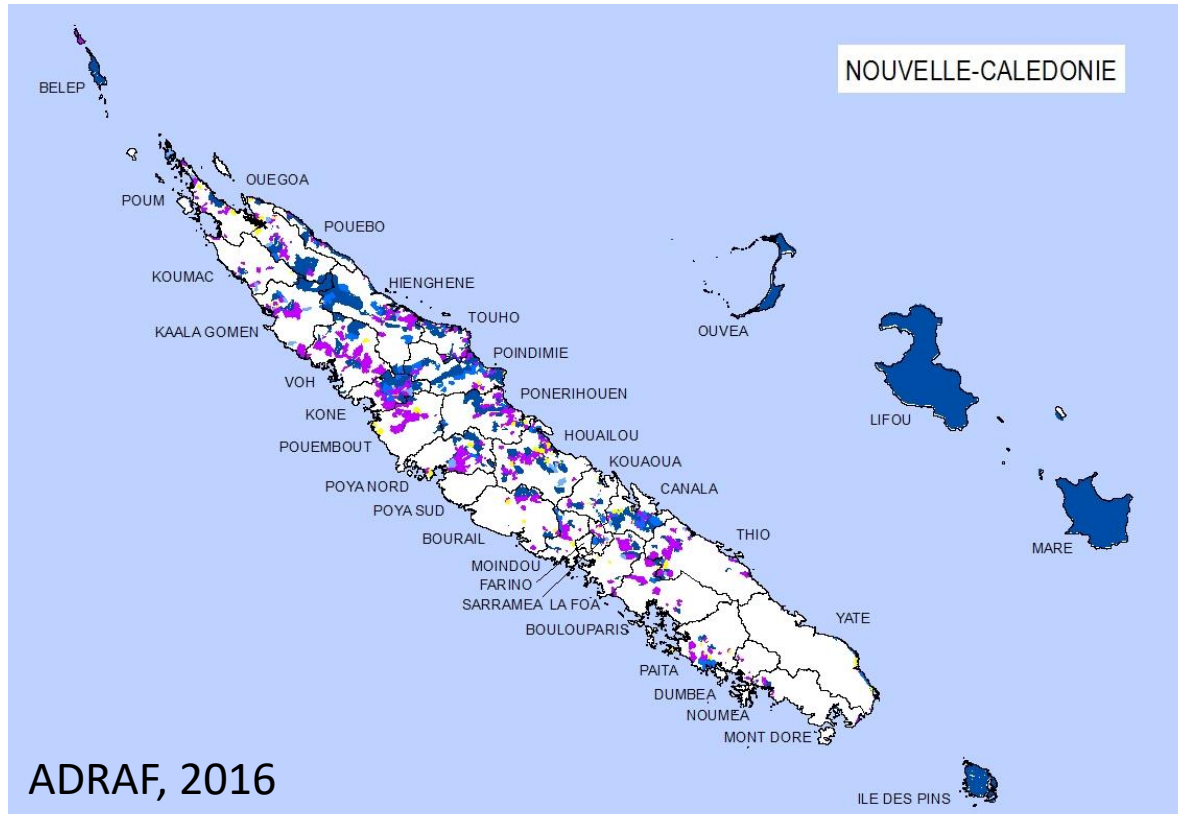 NOUVELLE-CALEDONIE
BELEP
OUEGOA
POUM
POUEBO
KOUMAC
HIENGHENE
TOUHO
KAALA GOMEN
OUVEA
POINDIMIE
VOH
PONERIHOUEN
KONE
LIFOU
HOUAILOU
POUEMBOUT
KOUAOUA
POYA NORD
CANALA
POYA SUD
THIO
BOURAIL
MARE
MOINDOU
FARINO
SARRAMEA LA FOA
YATE
BOULOUPARIS
PAITA
DUMBEA
NOUMEA
MONT DORE
ADRAF, 2016
ILE DES PINS